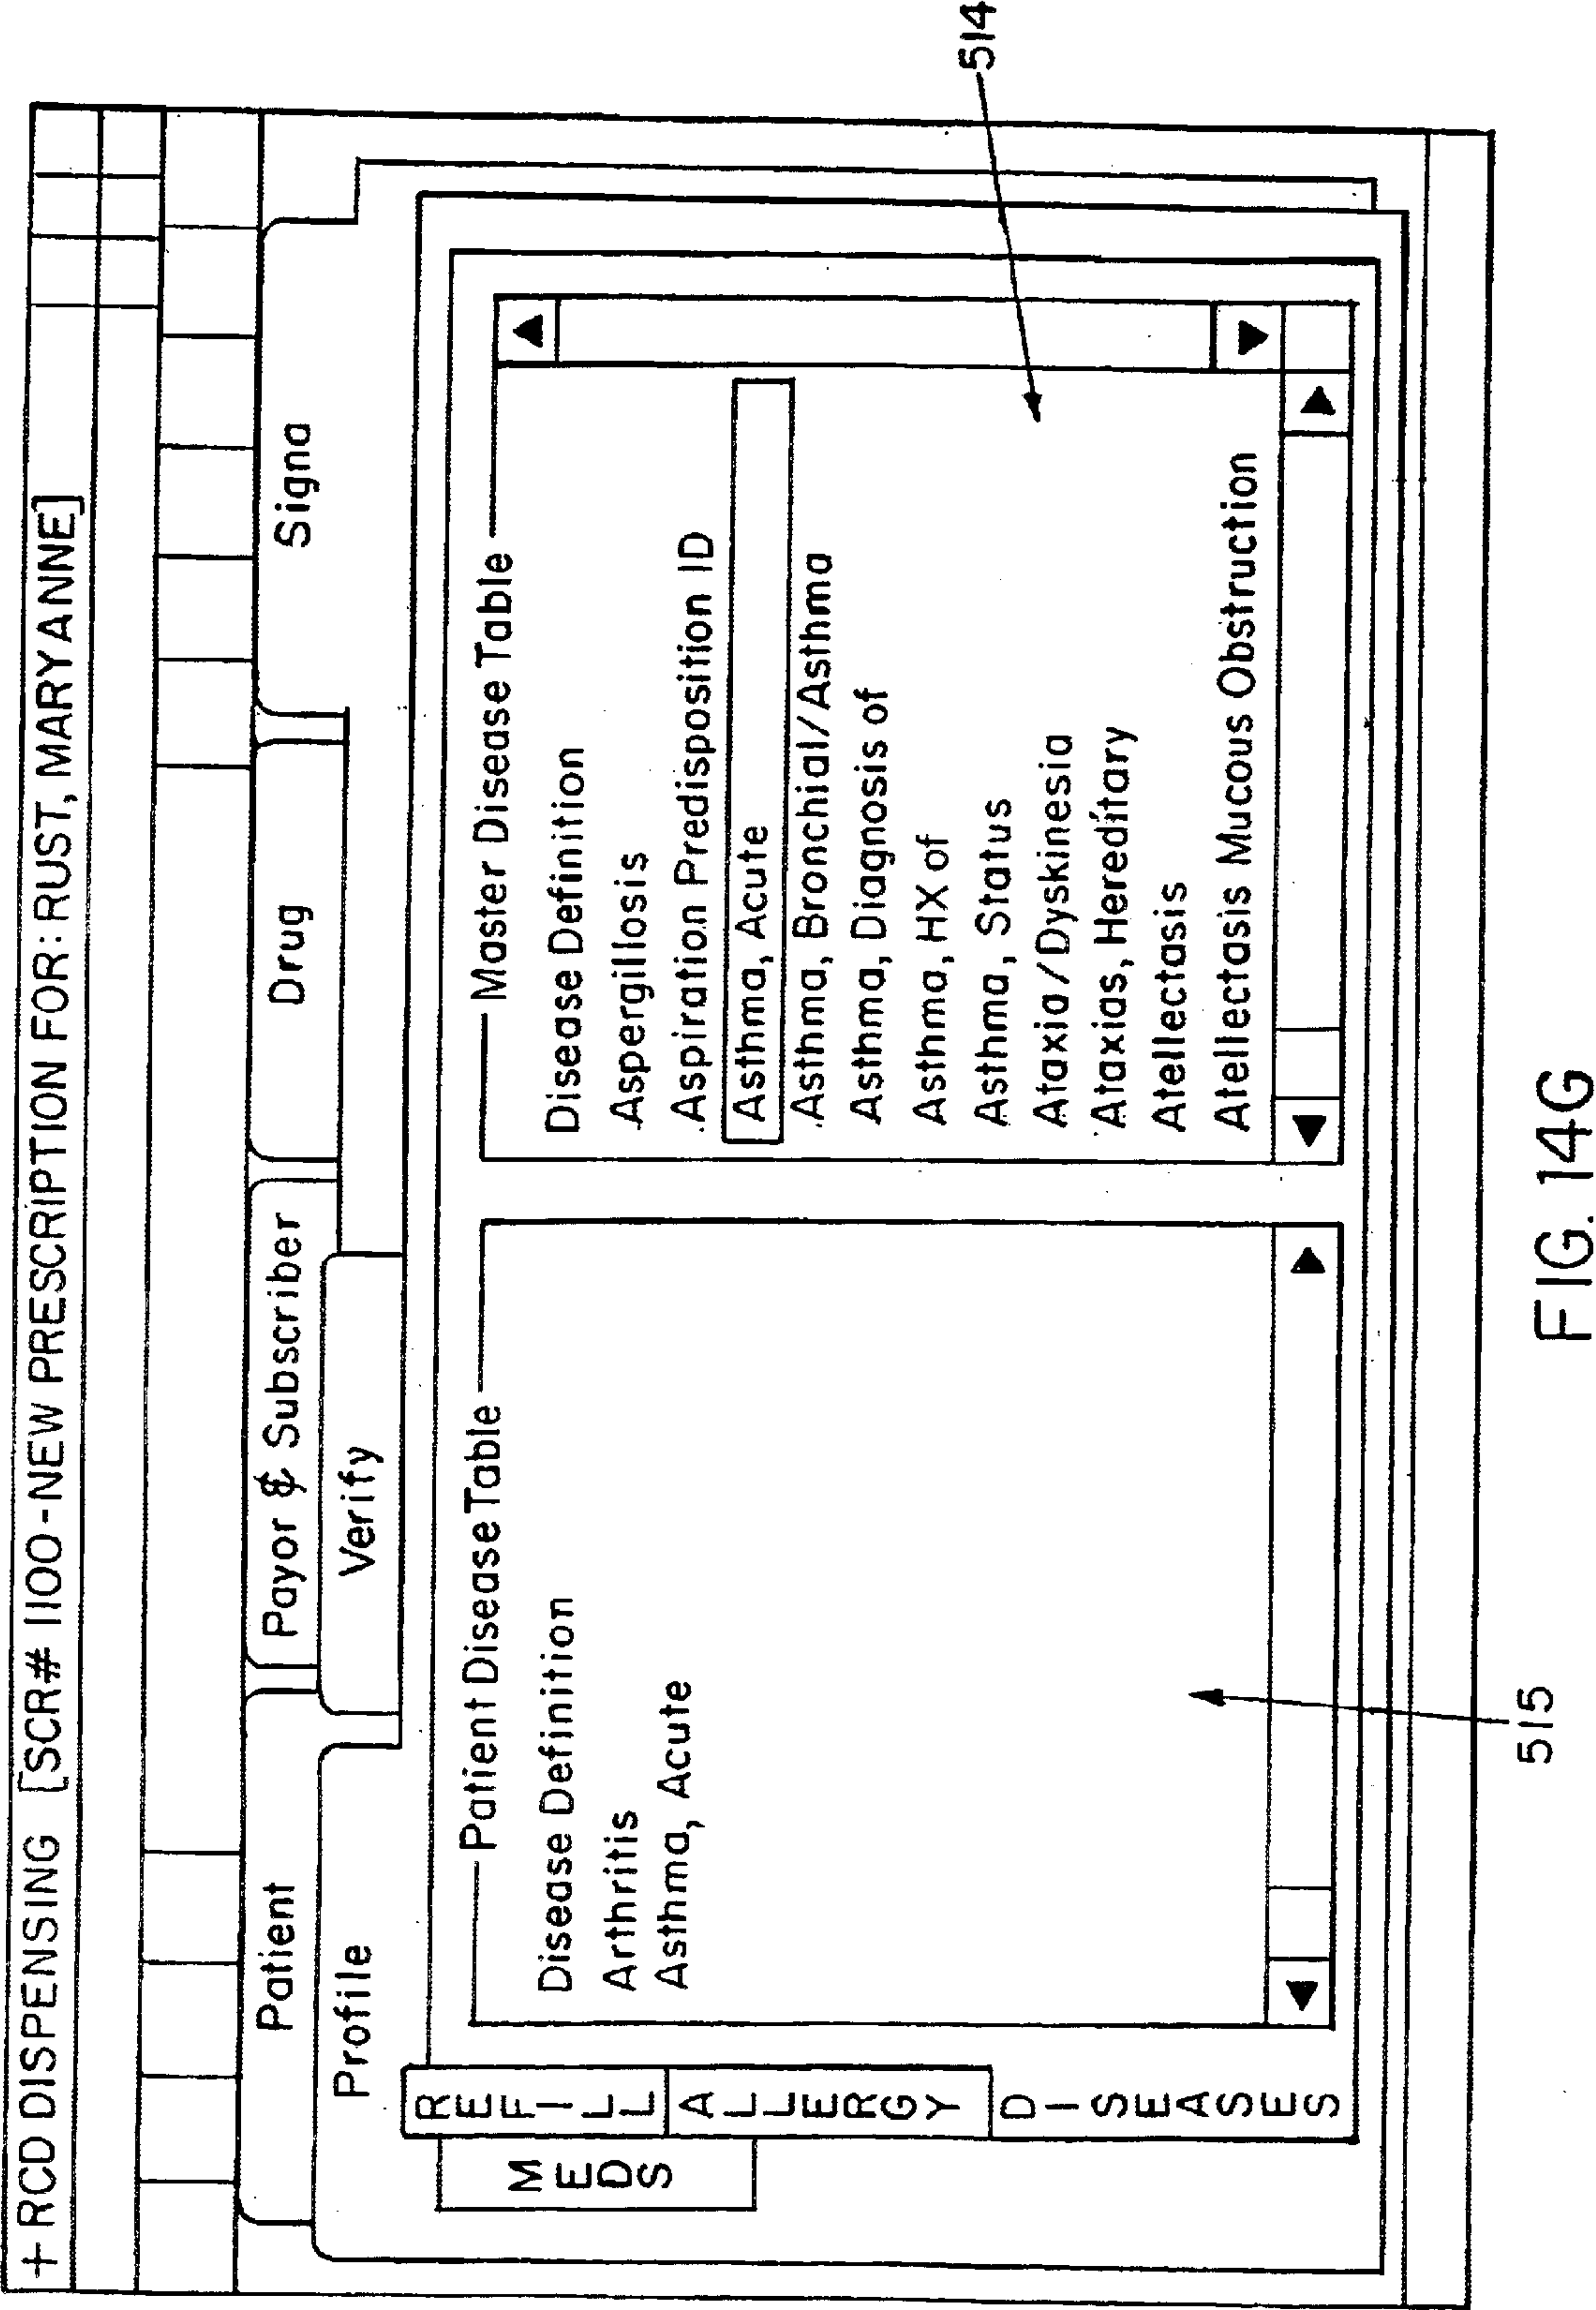 + RCD DISPENSING [SCR# 1100-NEW PRESCRIPTION FOR: RUST, MARYANNE]
Patient
Payor & Subscriber
Drug
Signa
Profile
Verify
MEDS
REFILL
ALLERGY
DISEASES
Patient Disease Table
Disease Definition
Arthritis
Asthma, Acute
Master Disease Table
Disease Definition
Aspergillosis
Aspiration Predisposition ID
Asthma, Acute
Asthma, Bronchial/Asthma
Asthma, Diagnosis of
Asthma, HX of
Asthma, Status
Ataxia/Dyskinesia
Ataxias, Hereditary
Atellectasis
Atellectasis Mucous Obstruction
514
515
FIG. 14G